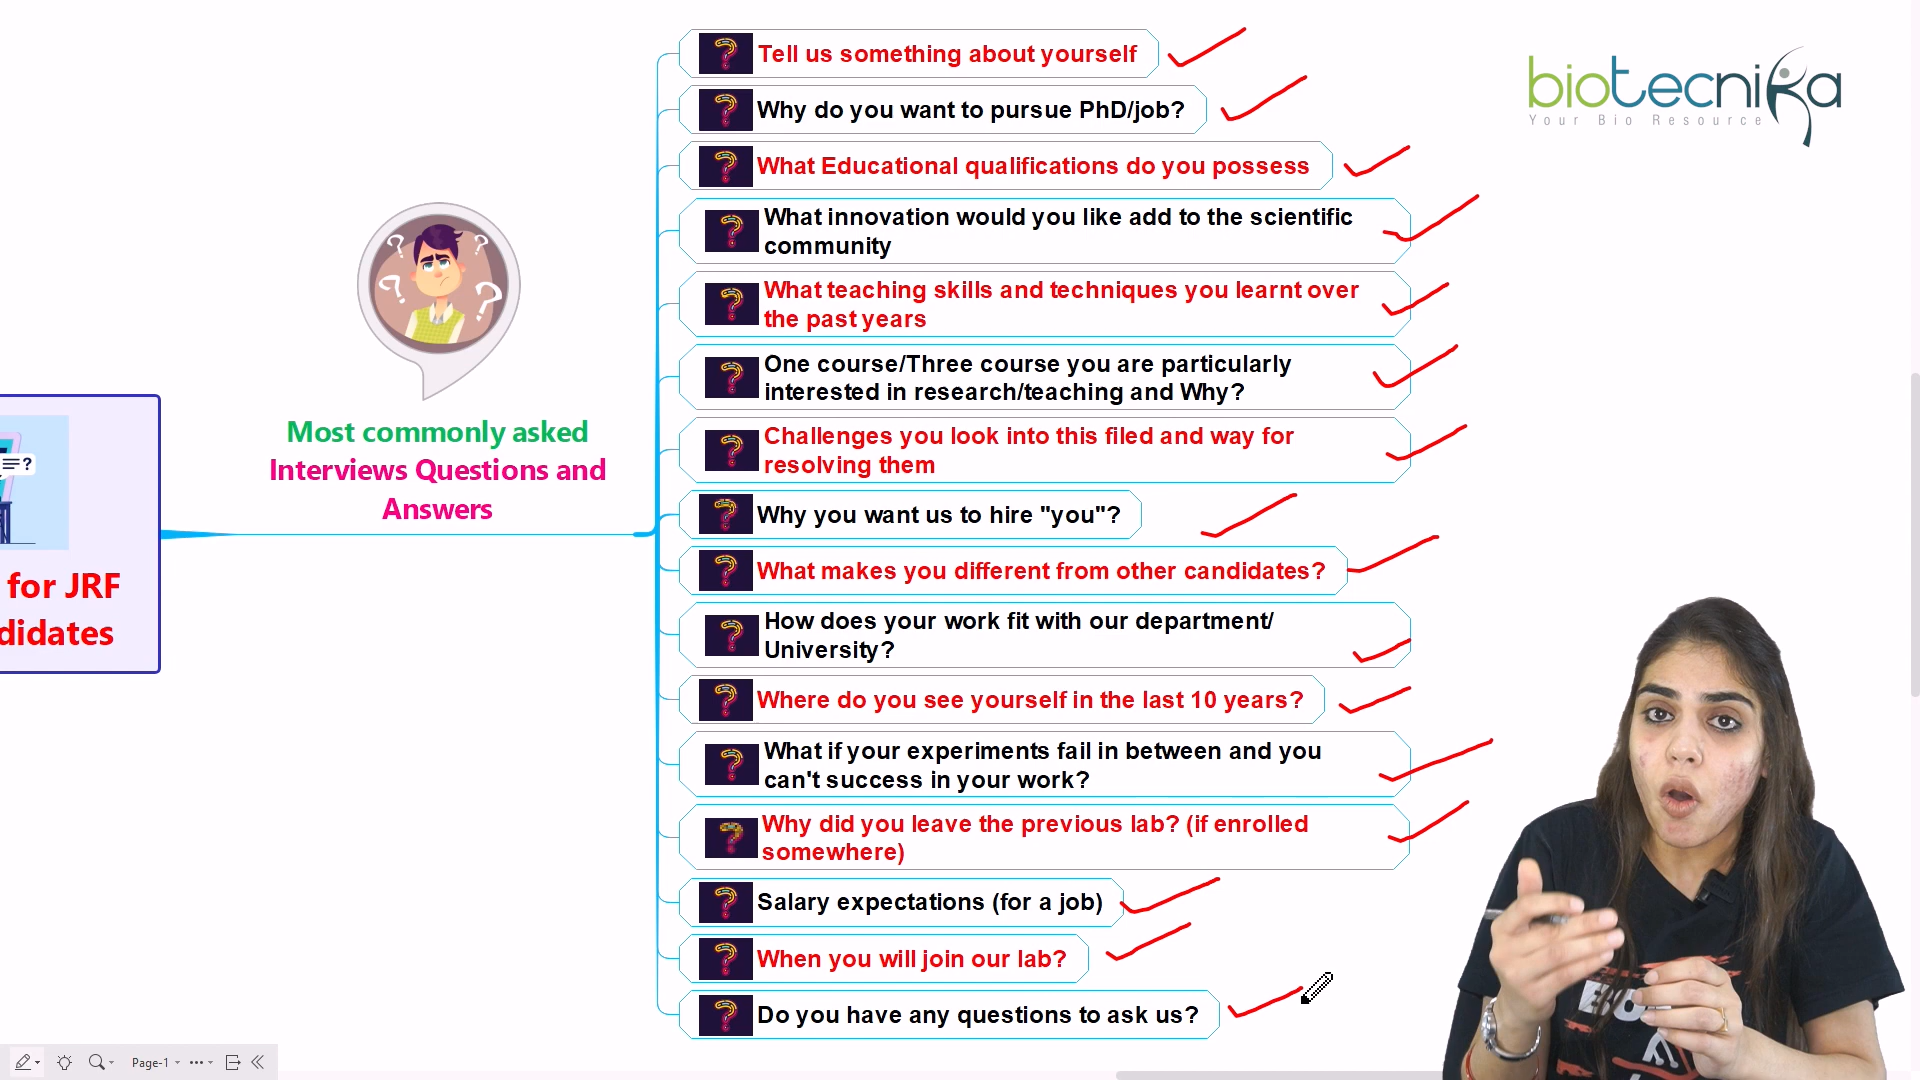 Tell us something about yourself
Why do you want to pursue PhD/job?
What Educational qualifications do you possess
What innovation would you like add to the scientific
community
What teaching skills and techniques you learnt over
the past years
One course/Three course you are particularly
interested in research/teaching and Why?
Challenges you look into this filed and way for
resolving them
Why you want us to hire "you"?
What makes you different from other candidates?
How does your work fit with our department/
University?
Where do you see yourself in the last 10 years?
What if your experiments fail in between and you
can't success in your work?
Why did you leave the previous lab? (if enrolled
somewhere)
Salary expectations (for a job)
When you will join our lab?
Do you have any questions to ask us?
Most commonly asked
Interviews Questions and
Answers
for JRF
didates
biotecnika
Your Bio Resource
Page-1